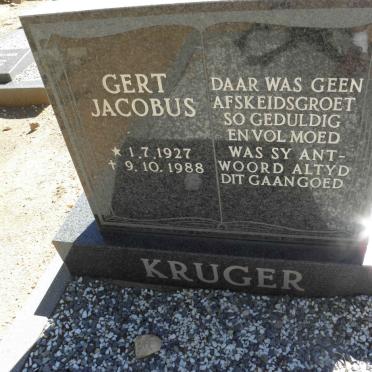 GERT
JACOBUS
* 1.7.1927
† 9.10.1988
DAAR WAS GEEN
AFSKEIDSGROET
SO GEDULDIG
EN VOL MOED
WAS SY ANT-
WOORD ALTYD
DIT GAAN GOED
KRUGER